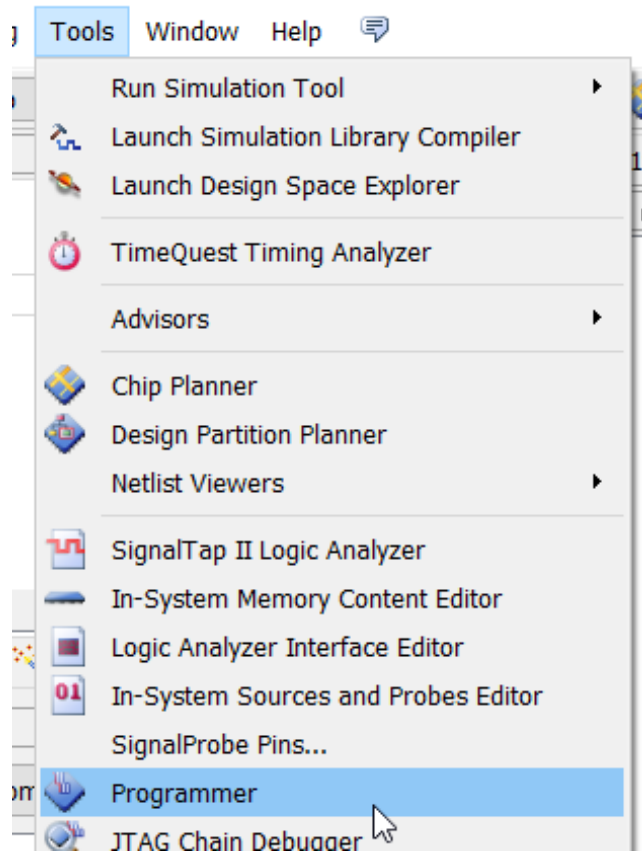 Tools Window Help
Run Simulation Tool
Launch Simulation Library Compiler
Launch Design Space Explorer
TimeQuest Timing Analyzer
Advisors
Chip Planner
Design Partition Planner
Netlist Viewers
SignalTap II Logic Analyzer
In-System Memory Content Editor
Logic Analyzer Interface Editor
01 In-System Sources and Probes Editor
SignalProbe Pins...
Programmer
JTAG Chain Debugger